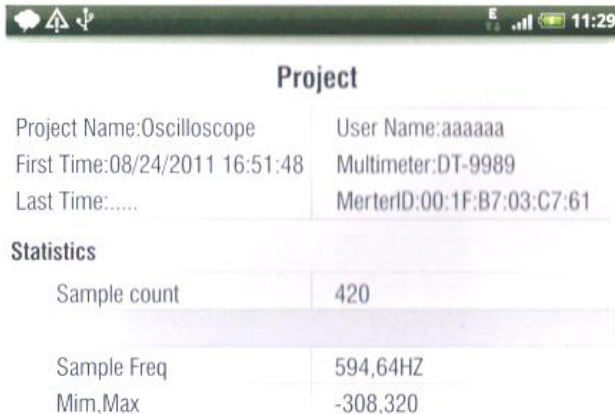 E 11:29
Project
Project Name:Oscilloscope User Name:aaaaaa
First Time:08/24/2011 16:51:48 Multimeter:DT-9989
Last Time:..... MerterID:00:1F:B7:03:C7:61
Statistics
Sample count 420
Sample Freq 594,64HZ
Mim,Max -308,320